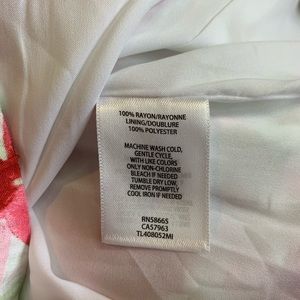 100% RAYON/RAYONNE
LINING/DOUBLURE
100% POLYESTER
MACHINE WASH COLD,
GENTLE CYCLE,
WITH LIKE COLORS
ONLY NON-CHLORINE
BLEACH IF NEEDED
TUMBLE DRY LOW,
REMOVE PROMPTLY
COOL IRON IF NEEDED
RN58665
CA57963
TL408052MI